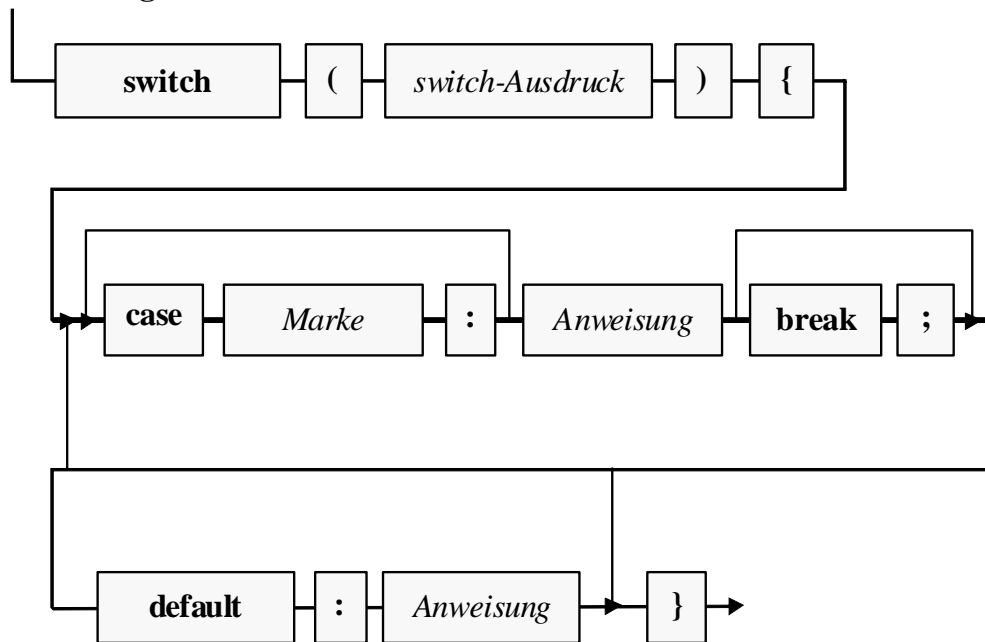 switch ( switch-Ausdruck ) {
case Marke : Anweisung break ;
default : Anweisung }